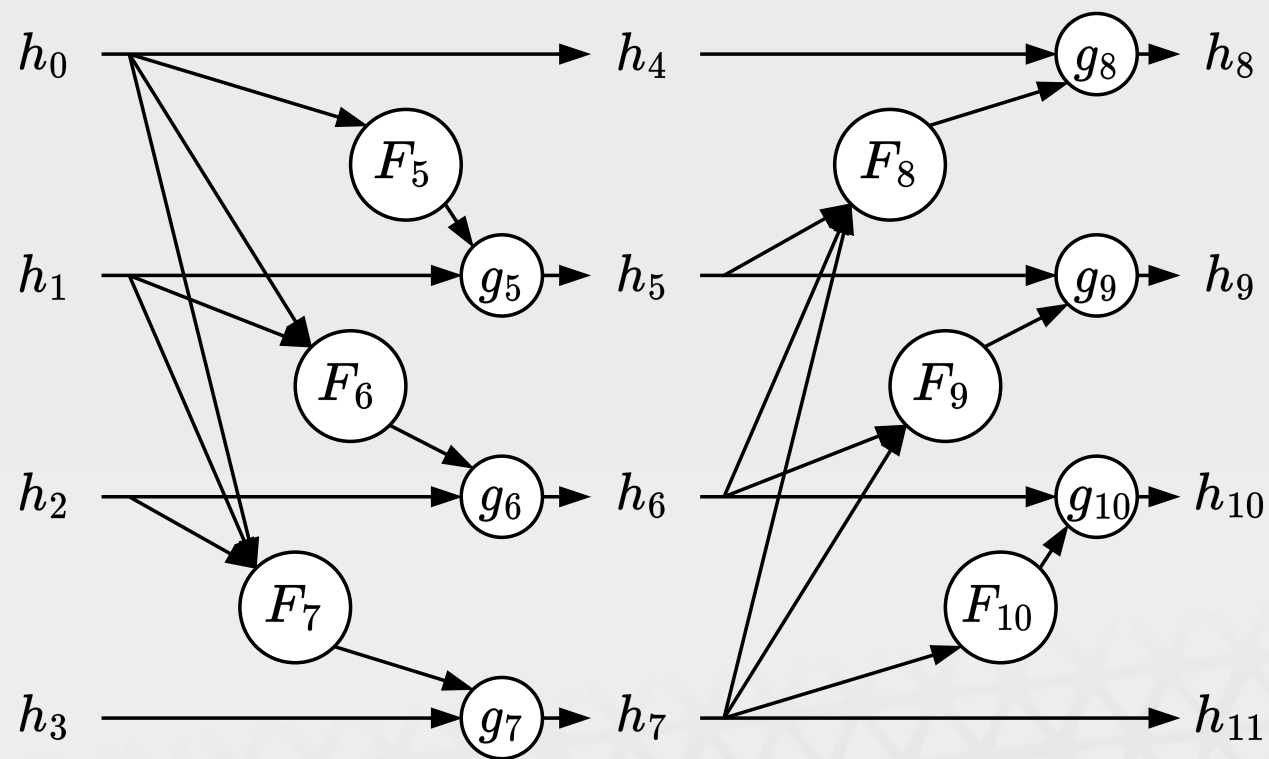 h₀ h₄ g₈ h₈
F₅ F₈
h₁ g₅ h₅ g₉ h₉
F₆ F₉
h₂ g₆ h₆ g₁₀ h₁₀
F₇ F₁₀
h₃ g₇ h₇ h₁₁